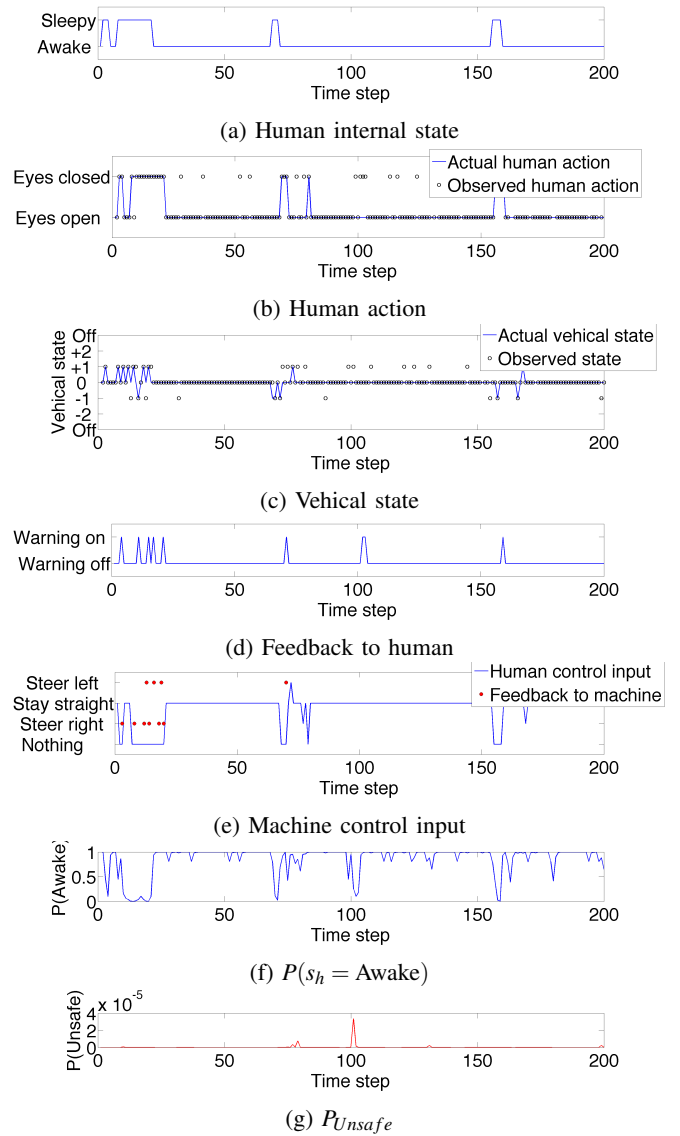 Sleepy
Awake
0 50 100 150 200
Time step
(a) Human internal state
Actual human action
Observed human action
Eyes closed
Eyes open
0 50 100 150 200
Time step
(b) Human action
Off
+2
+1
0
-1
-2
Off
Vehical state
Actual vehical state
Observed state
0 50 100 150 200
Time step
(c) Vehical state
Warning on
Warning off
0 50 100 150 200
Time step
(d) Feedback to human
Human control input
Feedback to machine
Steer left
Stay straight
Steer right
Nothing
0 50 100 150 200
Time step
(e) Machine control input
P(Awake)
1
0.5
0
0 50 100 150 200
Time step
(f) P(s_h = Awake)
x 10^-5
P(Unsafe)
4
2
0
0 50 100 150 200
Time step
(g) P_Unsafe